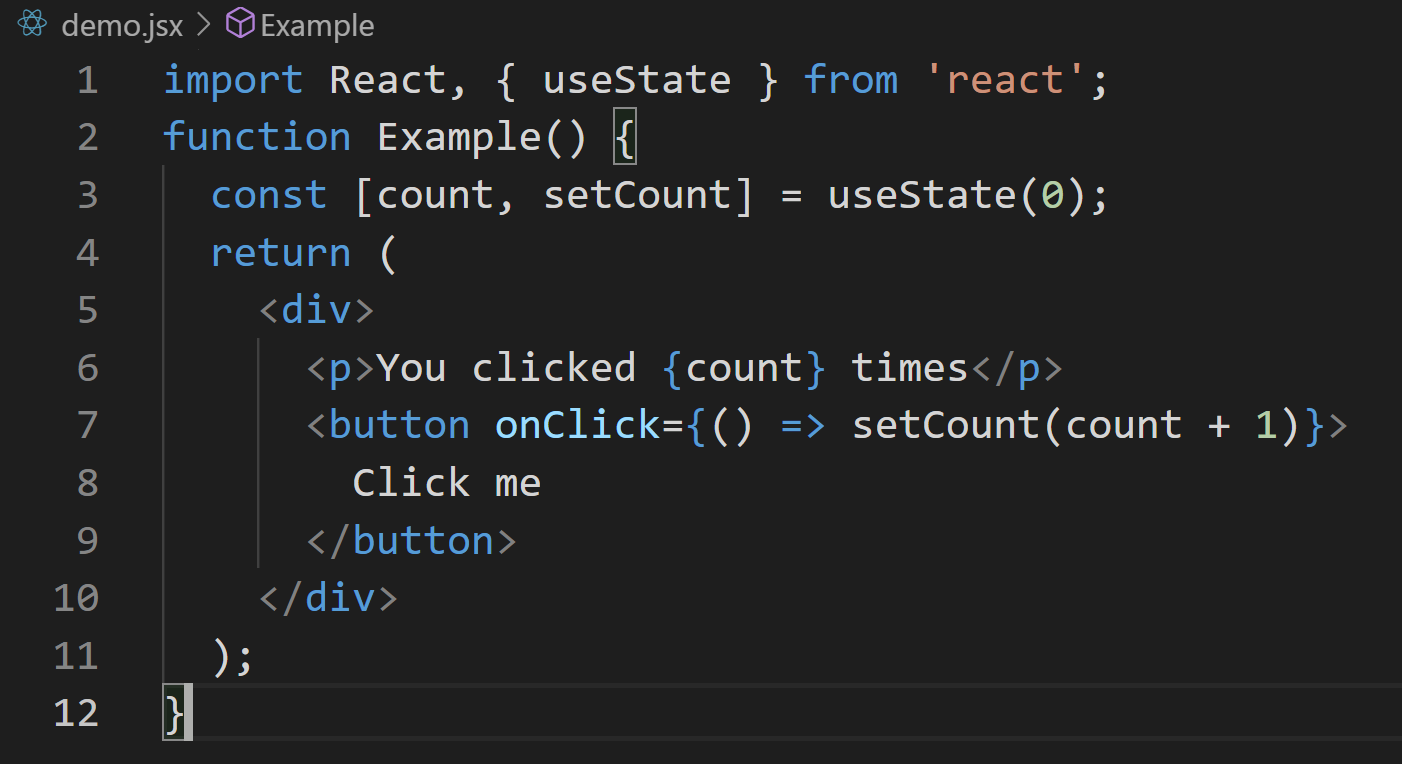 demo.jsx > Example
1 import React, { useState } from 'react';
2 function Example() {
3   const [count, setCount] = useState(0);
4   return (
5     <div>
6       <p>You clicked {count} times</p>
7       <button onClick={() => setCount(count + 1)}>
8         Click me
9       </button>
10     </div>
11   );
12 }